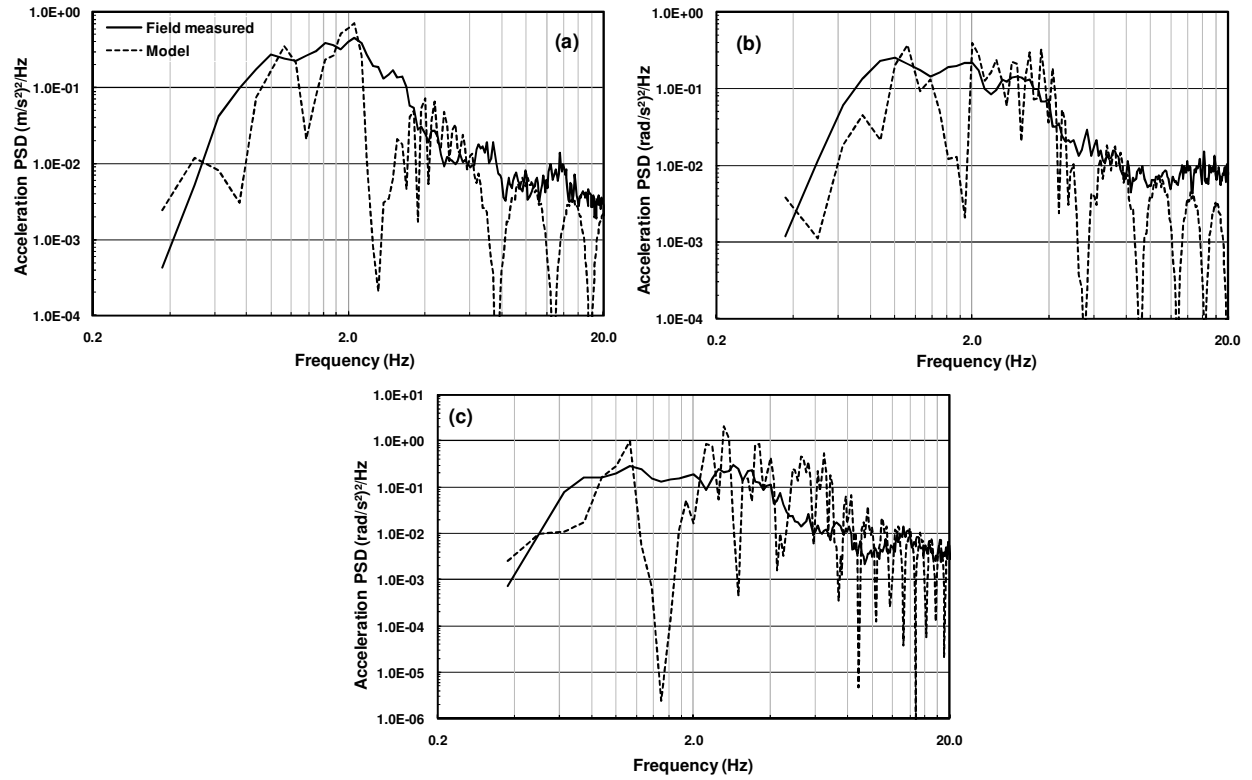 Acceleration PSD (m/s²)²/Hz
1.0E+00
1.0E-01
1.0E-02
1.0E-03
1.0E-04
Field measured
Model
(a)
0.2
2.0
20.0
Frequency (Hz)
Acceleration PSD (rad/s²)²/Hz
1.0E+00
1.0E-01
1.0E-02
1.0E-03
1.0E-04
(b)
0.2
2.0
20.0
Frequency (Hz)
Acceleration PSD (rad/s²)²/Hz
1.0E+01
1.0E+00
1.0E-01
1.0E-02
1.0E-03
1.0E-04
1.0E-05
1.0E-06
(c)
0.2
2.0
20.0
Frequency (Hz)